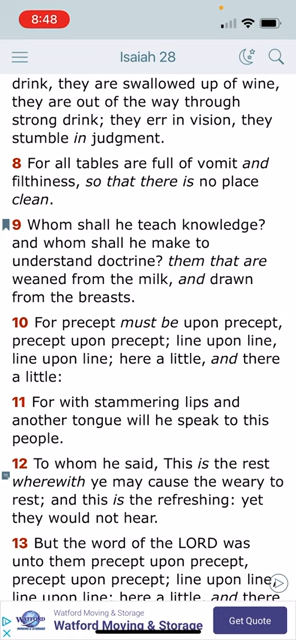 8:48
Isaiah 28
drink, they are swallowed up of wine,
they are out of the way through
strong drink; they err in vision, they
stumble in judgment.
8 For all tables are full of vomit and
filthiness, so that there is no place
clean.
9 Whom shall he teach knowledge?
and whom shall he make to
understand doctrine? them that are
weaned from the milk, and drawn
from the breasts.
10 For precept must be upon precept,
precept upon precept; line upon line,
line upon line; here a little, and there
a little:
11 For with stammering lips and
another tongue will he speak to this
people.
12 To whom he said, This is the rest
wherewith ye may cause the weary to
rest; and this is the refreshing: yet
they would not hear.
13 But the word of the LORD was
unto them precept upon precept,
precept upon precept; line upon line,
line upon line; here a little, and there
Watford Moving & Storage
Watford Moving & Storage
Get Quote
WATFORD